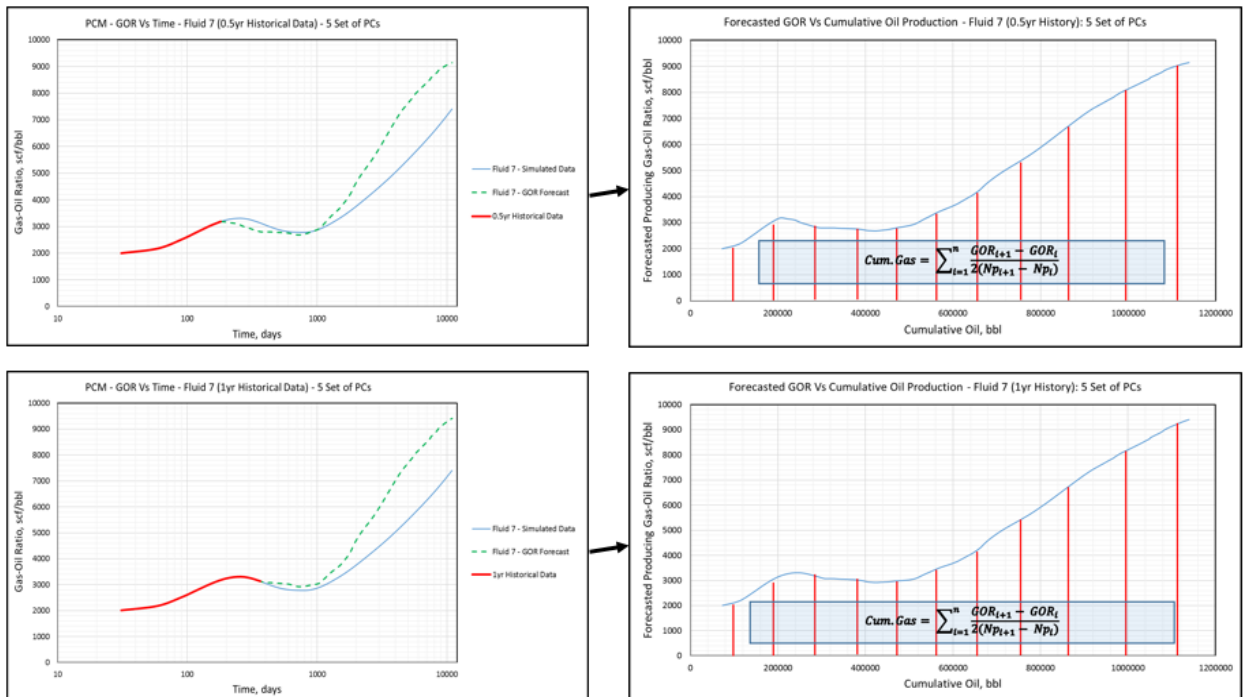 PCM - GOR Vs Time - Fluid 7 (0.5yr Historical Data) - 5 Set of PCs
Gas-Oil Ratio, scf/bbl
10000
9000
8000
7000
6000
5000
4000
3000
2000
1000
0
10 100 1000 10000
Time, days
Fluid 7 - Simulated Data
Fluid 7 - GOR Forecast
0.5yr Historical Data
Forecasted GOR Vs Cumulative Oil Production - Fluid 7 (0.5yr History): 5 Set of PCs
Forecasted Producing Gas-Oil Ratio, scf/bbl
10000
9000
8000
7000
6000
5000
4000
3000
2000
1000
0
Cum. Gas = ∑ⁿᵢ₌₁ (GORᵢ₊₁ − GORᵢ) / 2(Npᵢ₊₁ − Npᵢ)
0 200000 400000 600000 800000 1000000 1200000
Cumulative Oil, bbl
PCM - GOR Vs Time - Fluid 7 (1yr Historical Data) - 5 Set of PCs
Gas-Oil Ratio, scf/bbl
10000
9000
8000
7000
6000
5000
4000
3000
2000
1000
0
10 100 1000 10000
Time, days
Fluid 7 - Simulated Data
Fluid 7 - GOR Forecast
1yr Historical Data
Forecasted GOR Vs Cumulative Oil Production - Fluid 7 (1yr History): 5 Set of PCs
Forecasted Producing Gas-Oil Ratio, scf/bbl
10000
9000
8000
7000
6000
5000
4000
3000
2000
1000
0
Cum. Gas = ∑ⁿᵢ₌₁ (GORᵢ₊₁ − GORᵢ) / 2(Npᵢ₊₁ − Npᵢ)
0 200000 400000 600000 800000 1000000 1200000
Cumulative Oil, bbl